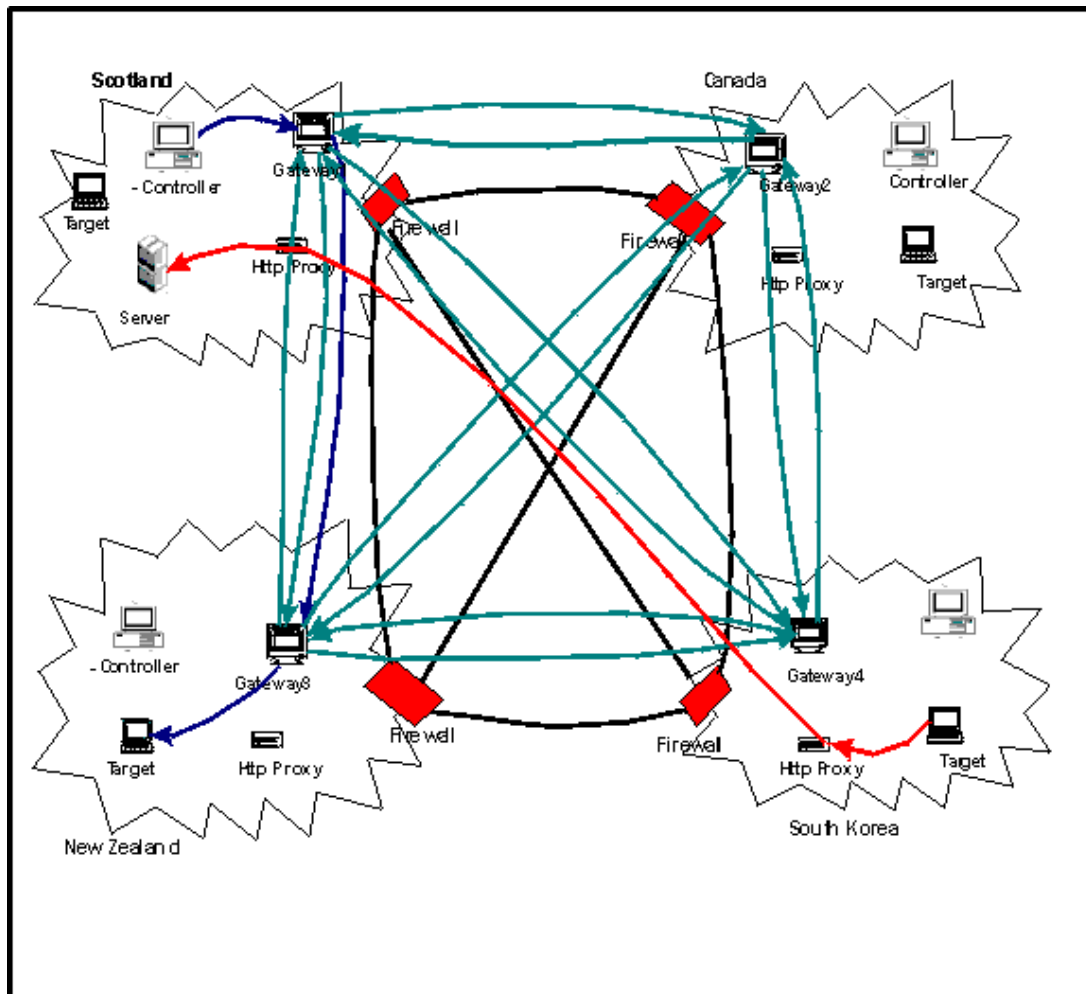 Scotland
Canada
- Controller
Gateway
Gateway2
Controller
Target
Firewall
Firewall
Http Proxy
Http Proxy
Target
Server
- Controller
Gateway3
Gateway4
Firewall
Firewall
Target
Http Proxy
Http Proxy
Target
New Zealand
South Korea